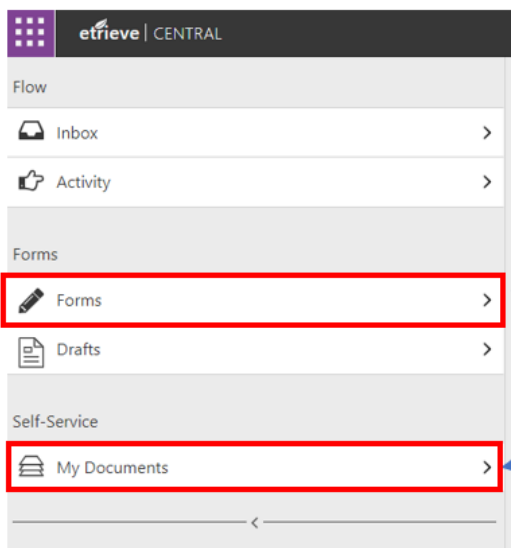 etrieve | CENTRAL
Flow
Inbox
Activity
Forms
Forms
Drafts
Self-Service
My Documents